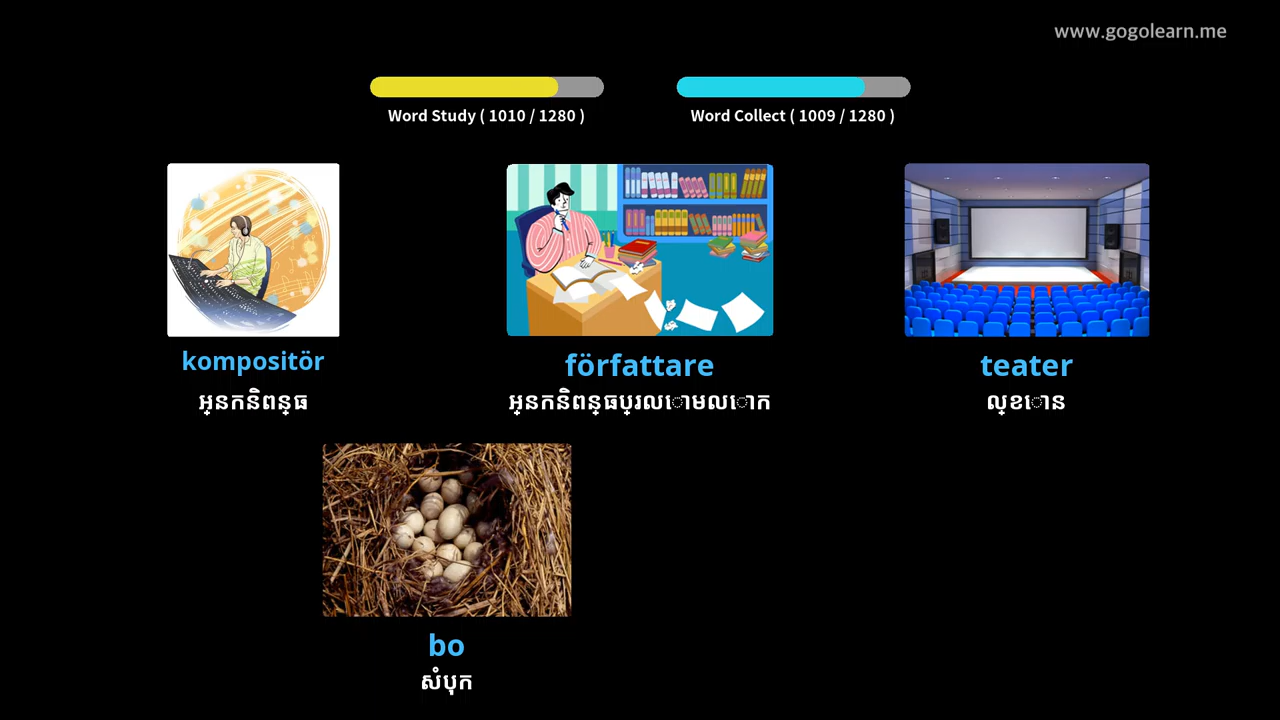 www.gogolearn.me
Word Study ( 1010 / 1280 )
Word Collect ( 1009 / 1280 )
kompositör
អ្នកនិពន្ធ
författare
អ្នកនិពន្ធប្រលោមលោក
teater
ល្ខោន
bo
សំបុក